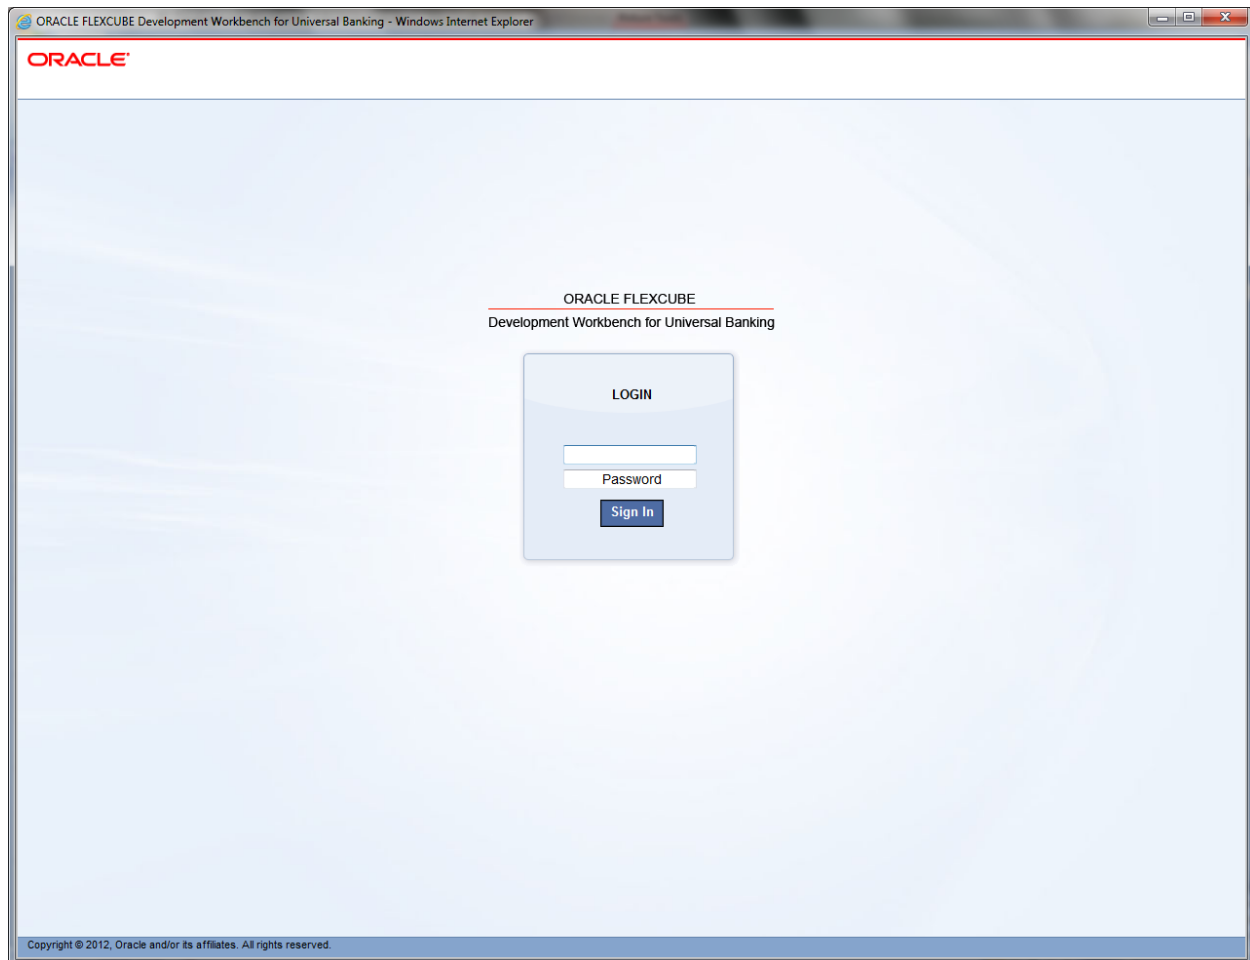 ORACLE FLEXCUBE Development Workbench for Universal Banking - Windows Internet Explorer
ORACLE
ORACLE FLEXCUBE
Development Workbench for Universal Banking
LOGIN
Password
Sign In
Copyright © 2012, Oracle and/or its affiliates. All rights reserved.